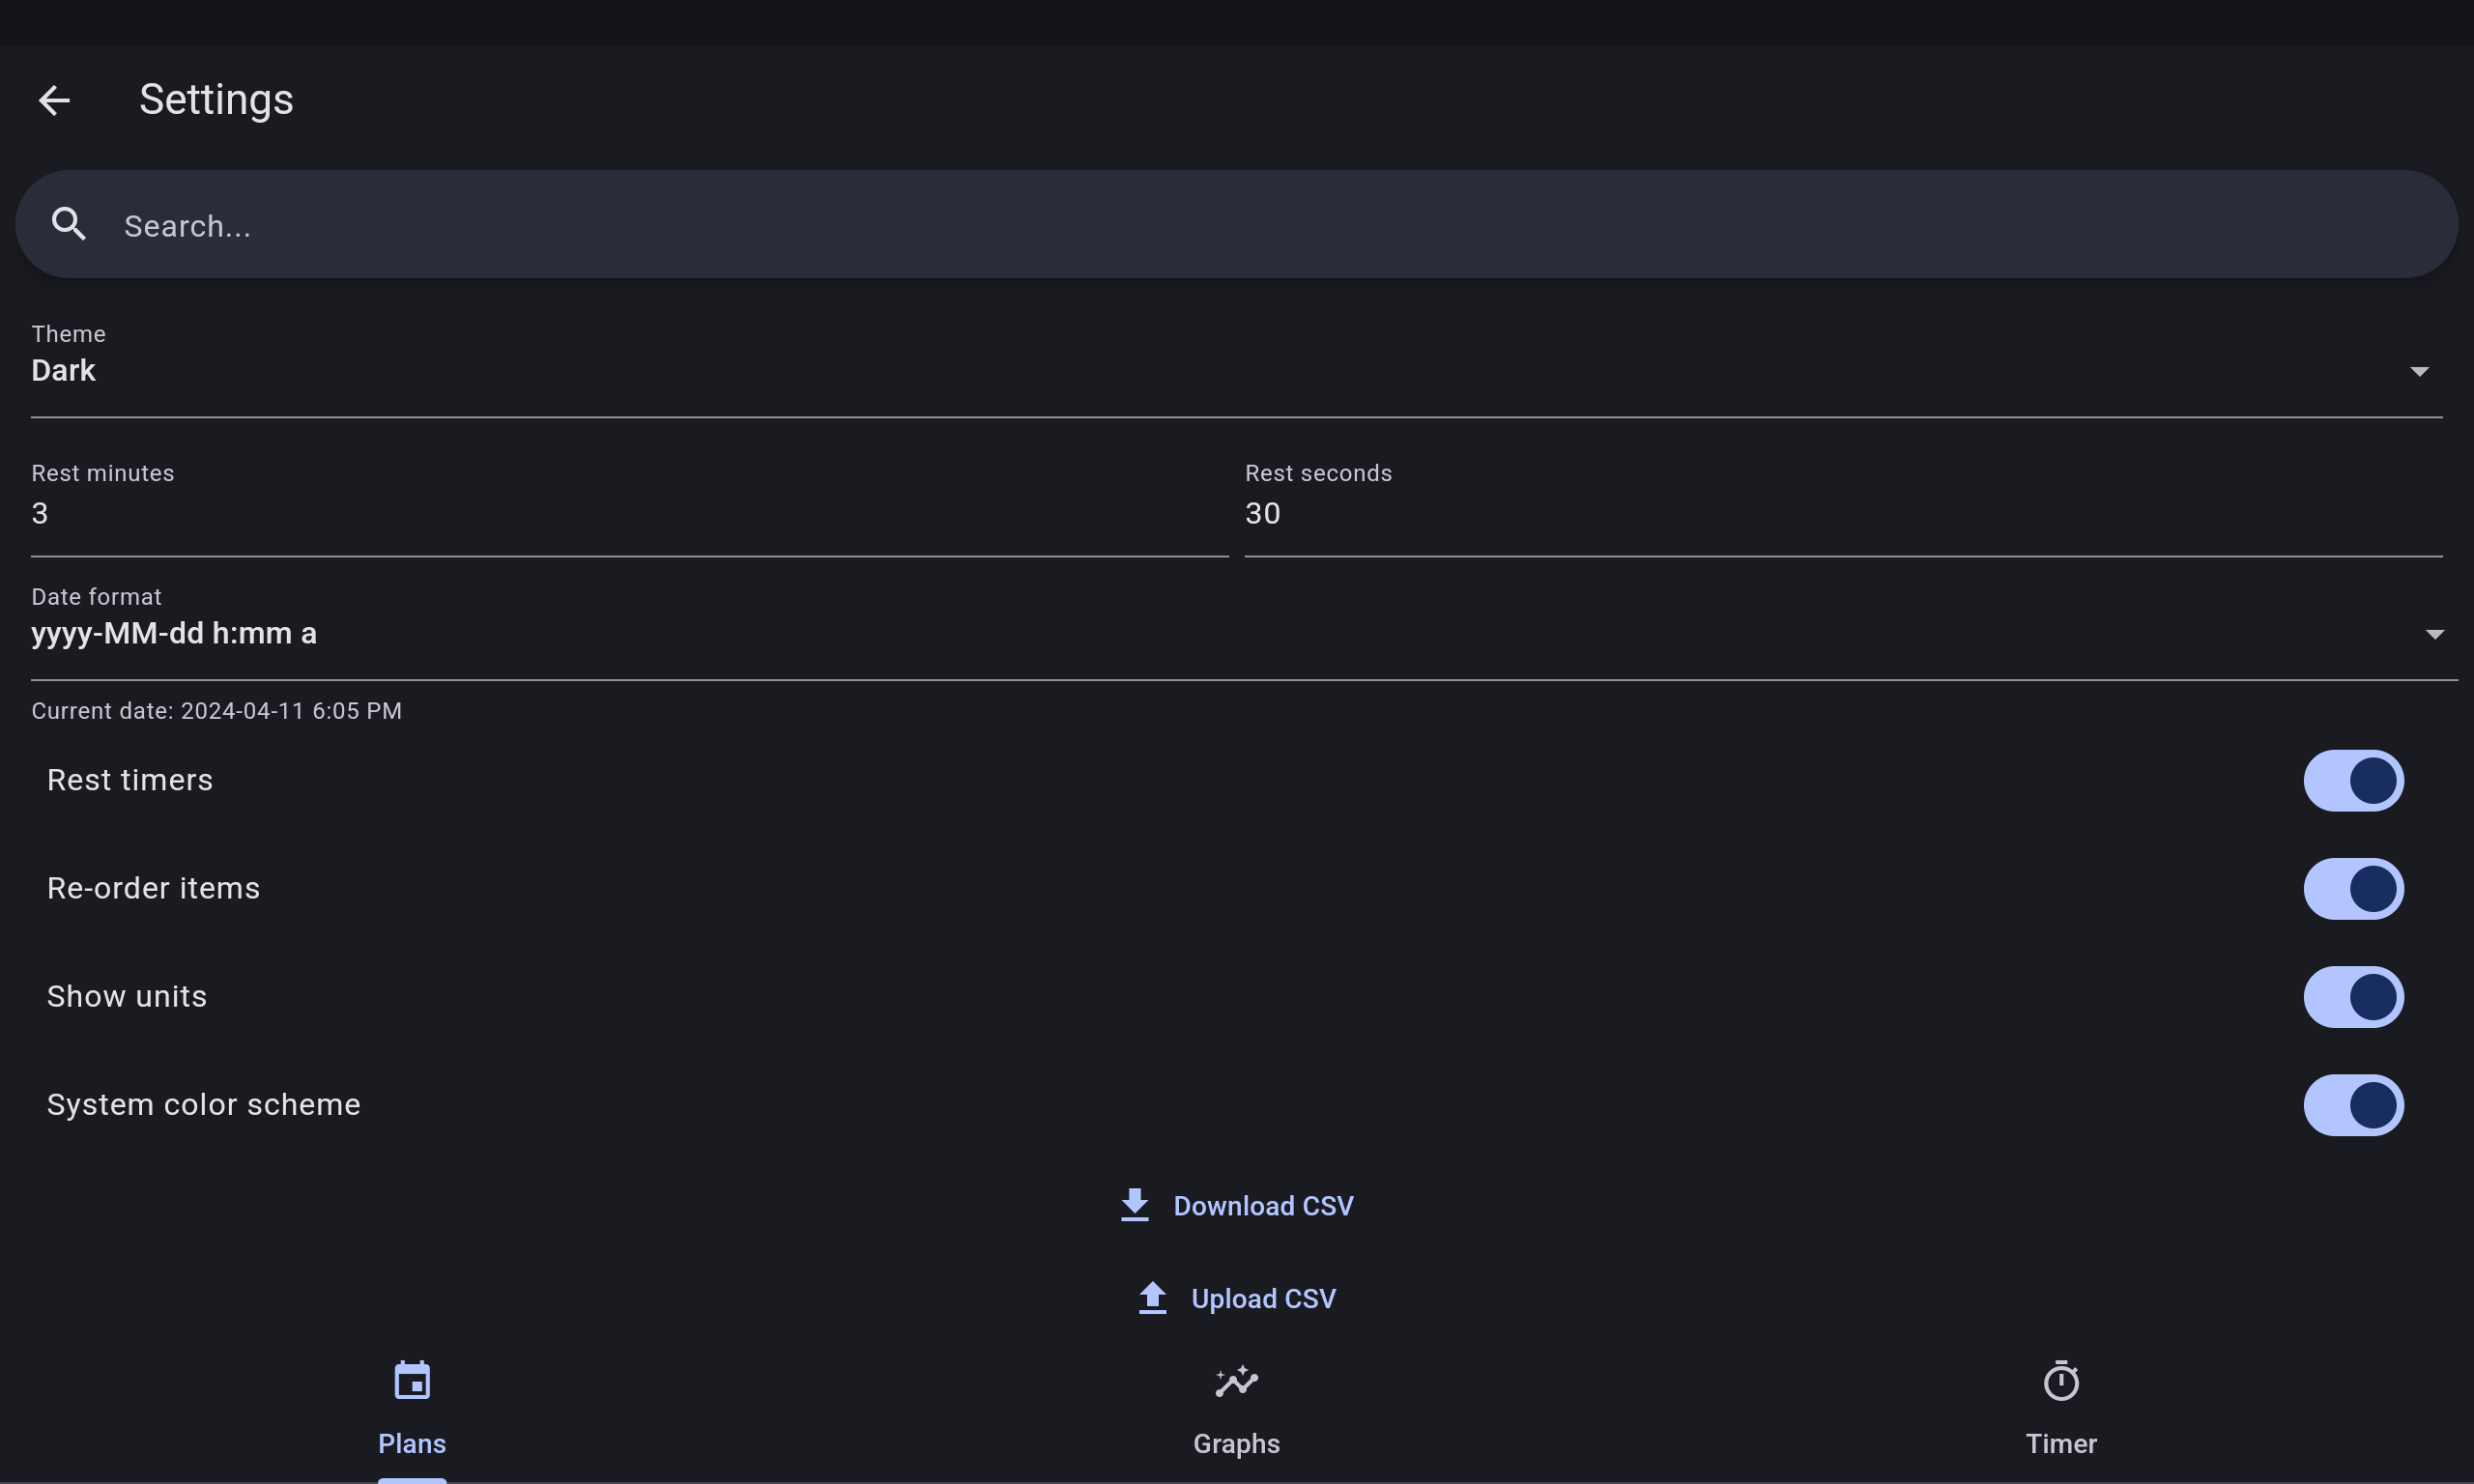 Settings
Search...
Theme
Dark
Rest minutes
3
Rest seconds
30
Date format
yyyy-MM-dd h:mm a
Current date: 2024-04-11 6:05 PM
Rest timers
Re-order items
Show units
System color scheme
Download CSV
Upload CSV
Plans
Graphs
Timer